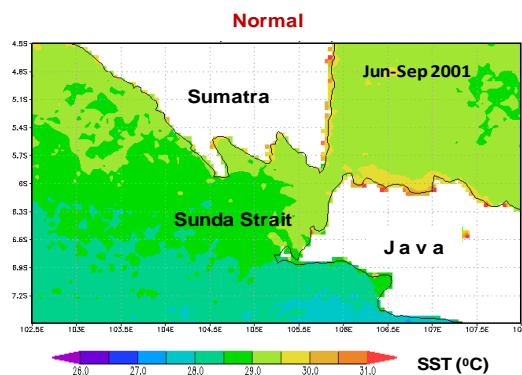 Normal
4.5S
4.8S
Jun-Sep 2001
5.1S
Sumatra
5.4S
5.7S
6S
6.3S
Sunda Strait
6.6S
Java
6.9S
7.2S
102.5E 103E 103.5E 104E 104.5E 105E 105.5E 106E 106.5E 107E 107.5E
26.0 27.0 28.0 29.0 30.0 31.0
SST (⁰C)